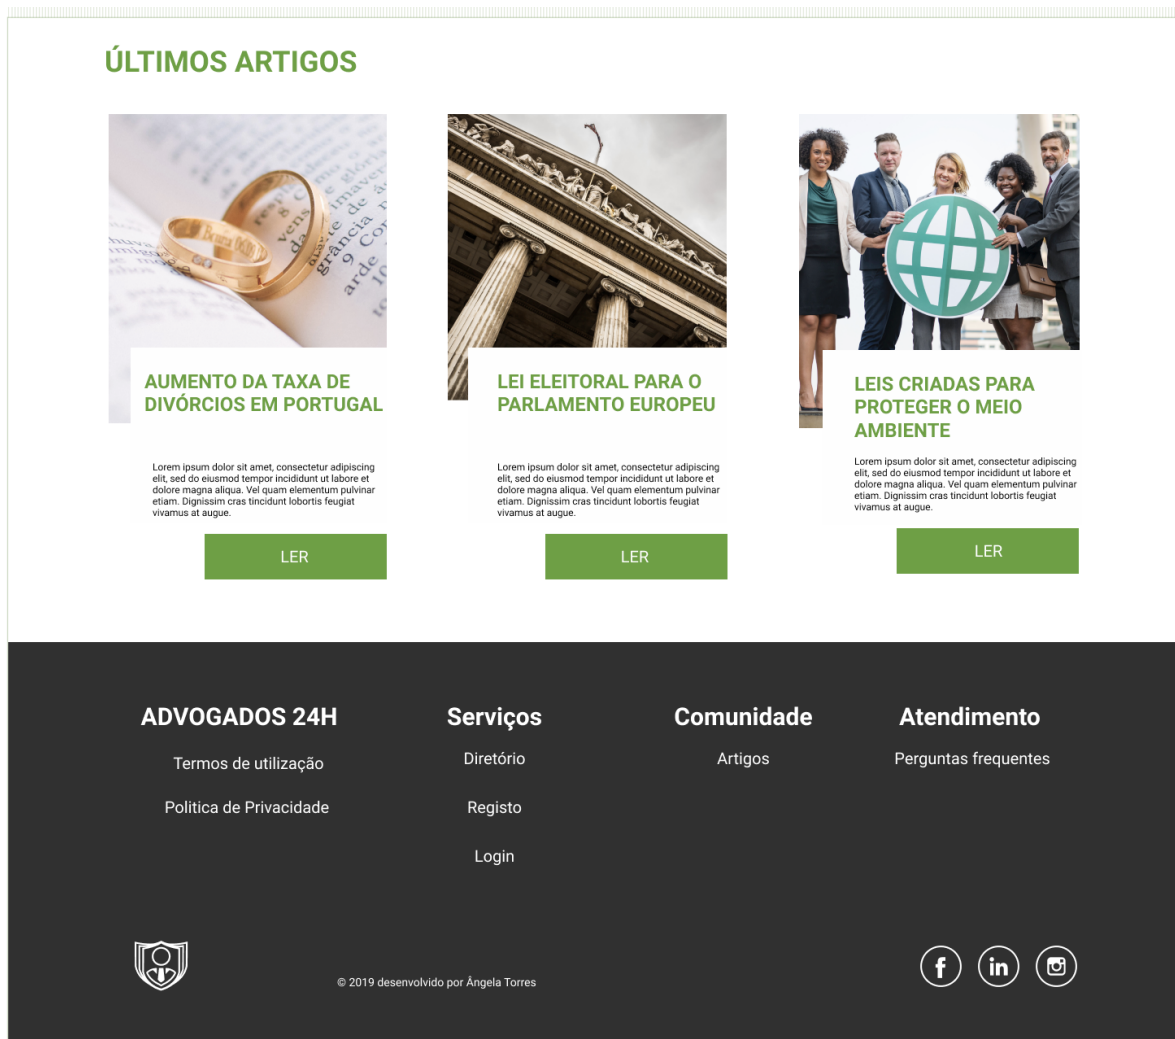 ÚLTIMOS ARTIGOS
AUMENTO DA TAXA DE
DIVÓRCIOS EM PORTUGAL
Lorem ipsum dolor sit amet, consectetur adipiscing
elit, sed do eiusmod tempor incididunt ut labore et
dolore magna aliqua. Vel quam elementum pulvinar
etiam. Dignissim cras tincidunt lobortis feugiat
vivamus at augue.
LER
LEI ELEITORAL PARA O
PARLAMENTO EUROPEU
Lorem ipsum dolor sit amet, consectetur adipiscing
elit, sed do eiusmod tempor incididunt ut labore et
dolore magna aliqua. Vel quam elementum pulvinar
etiam. Dignissim cras tincidunt lobortis feugiat
vivamus at augue.
LER
LEIS CRIADAS PARA
PROTEGER O MEIO
AMBIENTE
Lorem ipsum dolor sit amet, consectetur adipiscing
elit, sed do eiusmod tempor incididunt ut labore et
dolore magna aliqua. Vel quam elementum pulvinar
etiam. Dignissim cras tincidunt lobortis feugiat
vivamus at augue.
LER
ADVOGADOS 24H
Termos de utilização
Politica de Privacidade
Serviços
Diretório
Registo
Login
Comunidade
Artigos
Atendimento
Perguntas frequentes
© 2019 desenvolvido por Ângela Torres
f
in